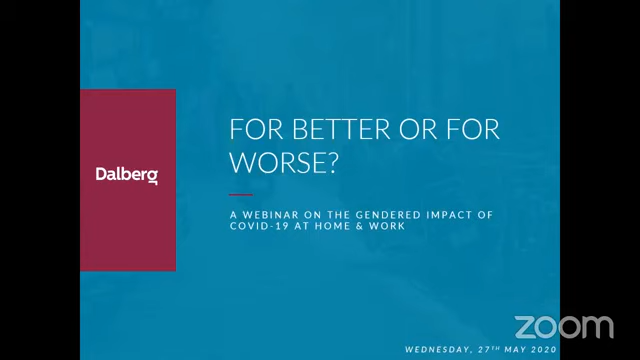 Dalberg
FOR BETTER OR FOR
WORSE?
A WEBINAR ON THE GENDERED IMPACT OF
COVID-19 AT HOME & WORK
zoom
WEDNESDAY, 27TH MAY 2020